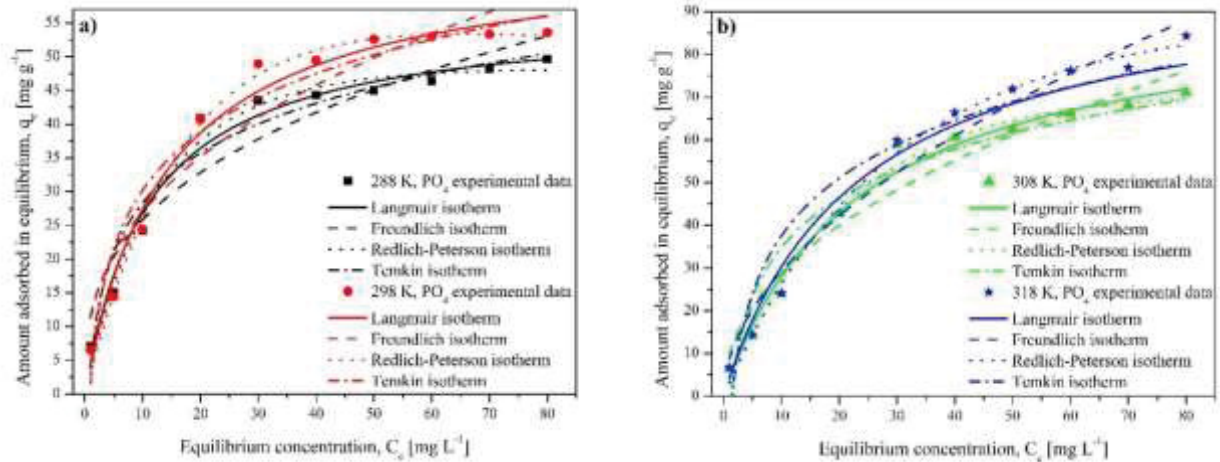 a)
Amount adsorbed in equilibrium, qe [mg g-1]
55
50
45
40
35
30
25
20
15
10
5
0
288 K, PO4 experimental data
Langmuir isotherm
Freundlich isotherm
Redlich-Peterson isotherm
Temkin isotherm
298 K, PO4 experimental data
Langmuir isotherm
Freundlich isotherm
Redlich-Peterson isotherm
Temkin isotherm
0 10 20 30 40 50 60 70 80
Equilibrium concentration, Ce [mg L-1]
b)
Amount adsorbed in equilibrium, qe [mg g-1]
90
80
70
60
50
40
30
20
10
0
308 K, PO4 experimental data
Langmuir isotherm
Freundlich isotherm
Redlich-Peterson isotherm
Temkin isotherm
318 K, PO4 experimental data
Langmuir isotherm
Freundlich isotherm
Redlich-Peterson isotherm
Temkin isotherm
0 10 20 30 40 50 60 70 80
Equilibrium concentration, Ce [mg L-1]